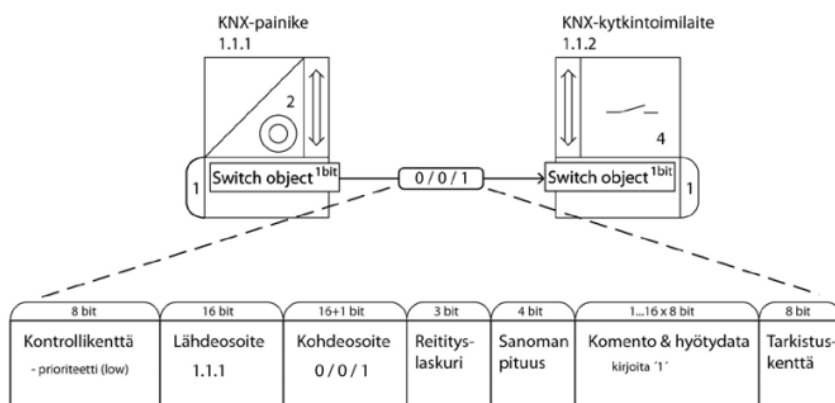 KNX-painike
1.1.1
KNX-kytkintoimilaite
1.1.2
2
4
1
Switch object 1bit
0 / 0 / 1
Switch object 1bit
1
8 bit
16 bit
16+1 bit
3 bit
4 bit
1...16 x 8 bit
8 bit
Kontrollikenttä
- prioriteetti (low)
Lähdeosoite
1.1.1
Kohdeosoite
0 / 0 / 1
Reititys-
laskuri
Sanoman
pituus
Komento & hyötydata
kirjoita ´1´
Tarkistus-
kenttä